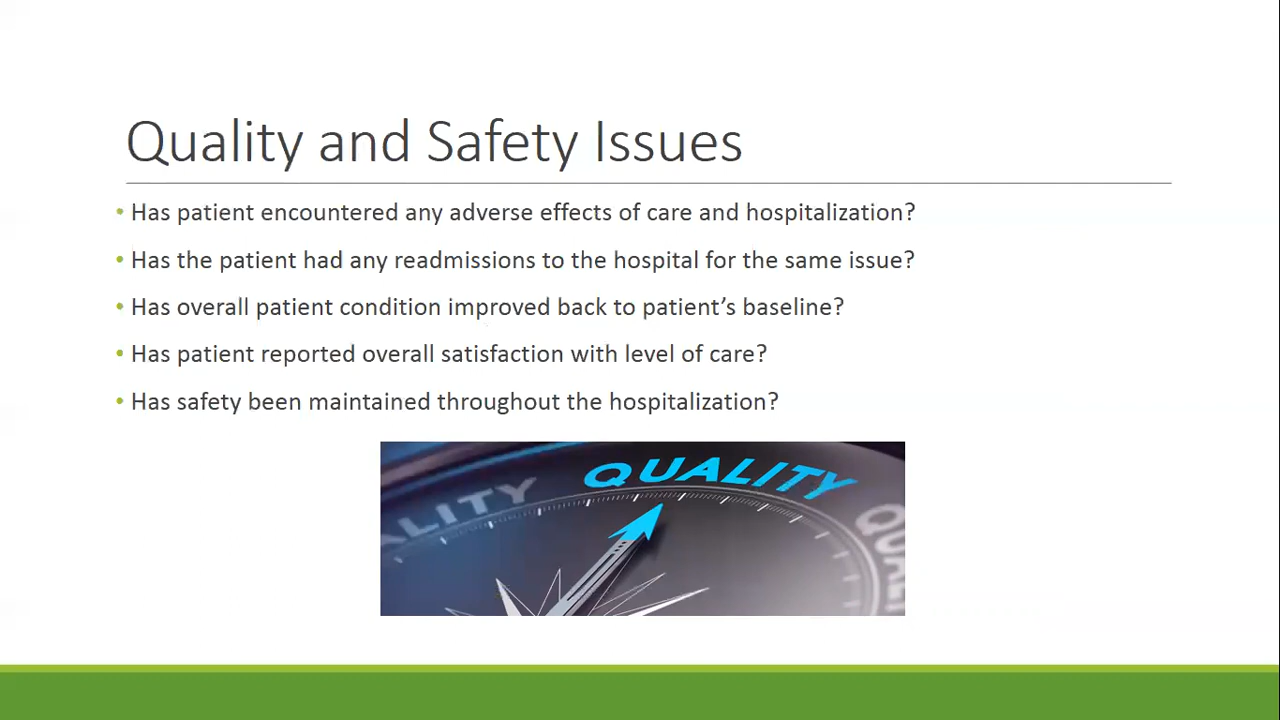 Quality and Safety Issues
• Has patient encountered any adverse effects of care and hospitalization?
• Has the patient had any readmissions to the hospital for the same issue?
• Has overall patient condition improved back to patient's baseline?
• Has patient reported overall satisfaction with level of care?
• Has safety been maintained throughout the hospitalization?
ALITY QUALITY QUAL